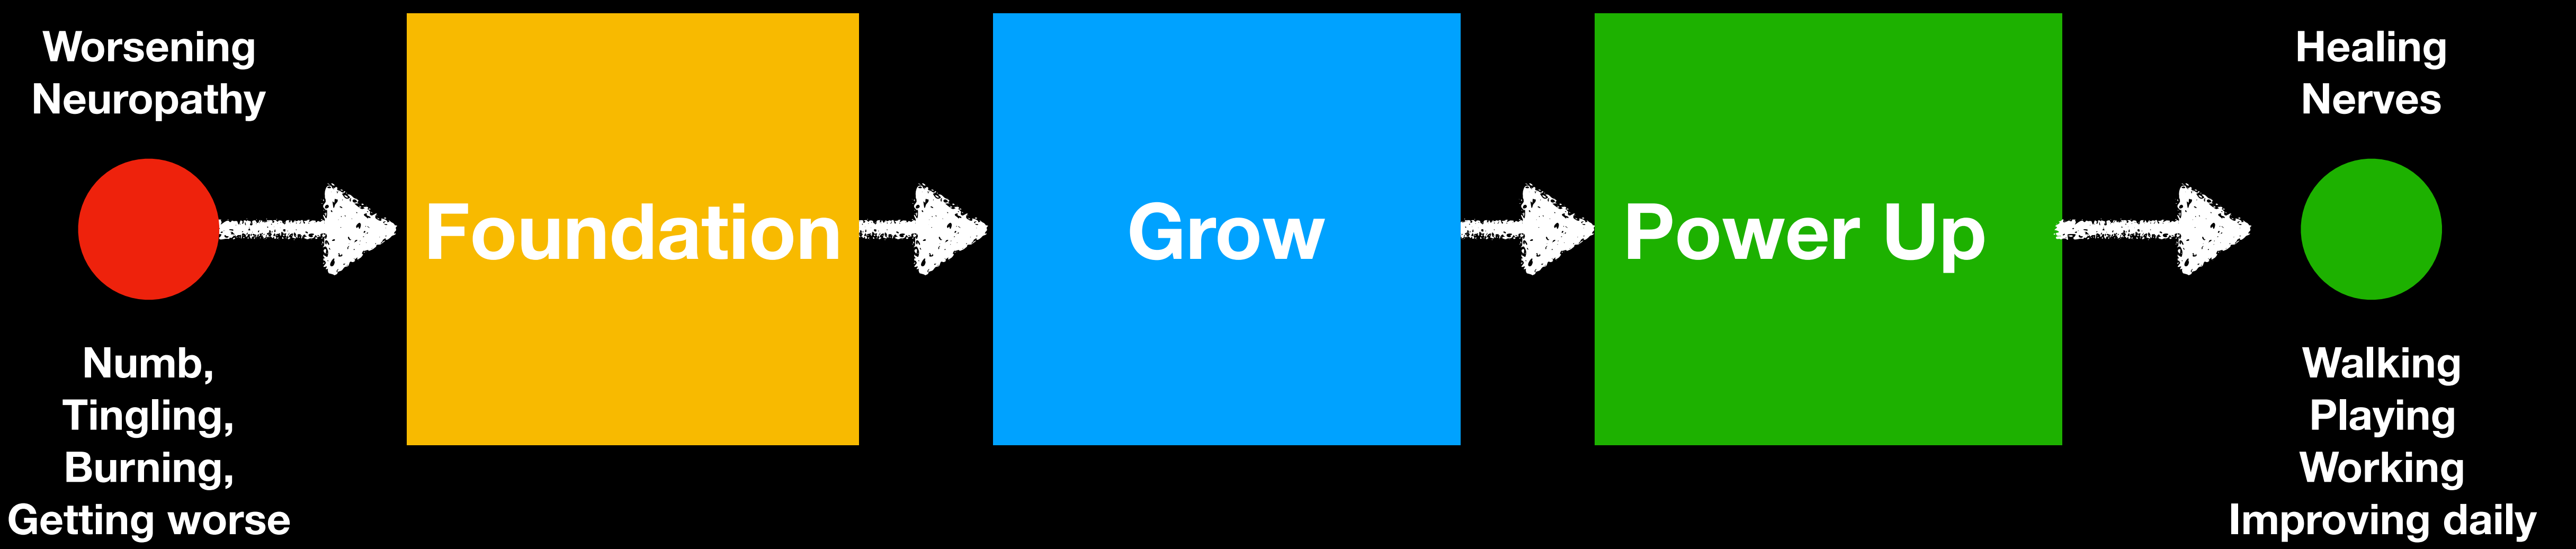 Worsening
Neuropathy
Numb,
Tingling,
Burning,
Getting worse
Foundation
Grow
Power Up
Healing
Nerves
Walking
Playing
Working
Improving daily